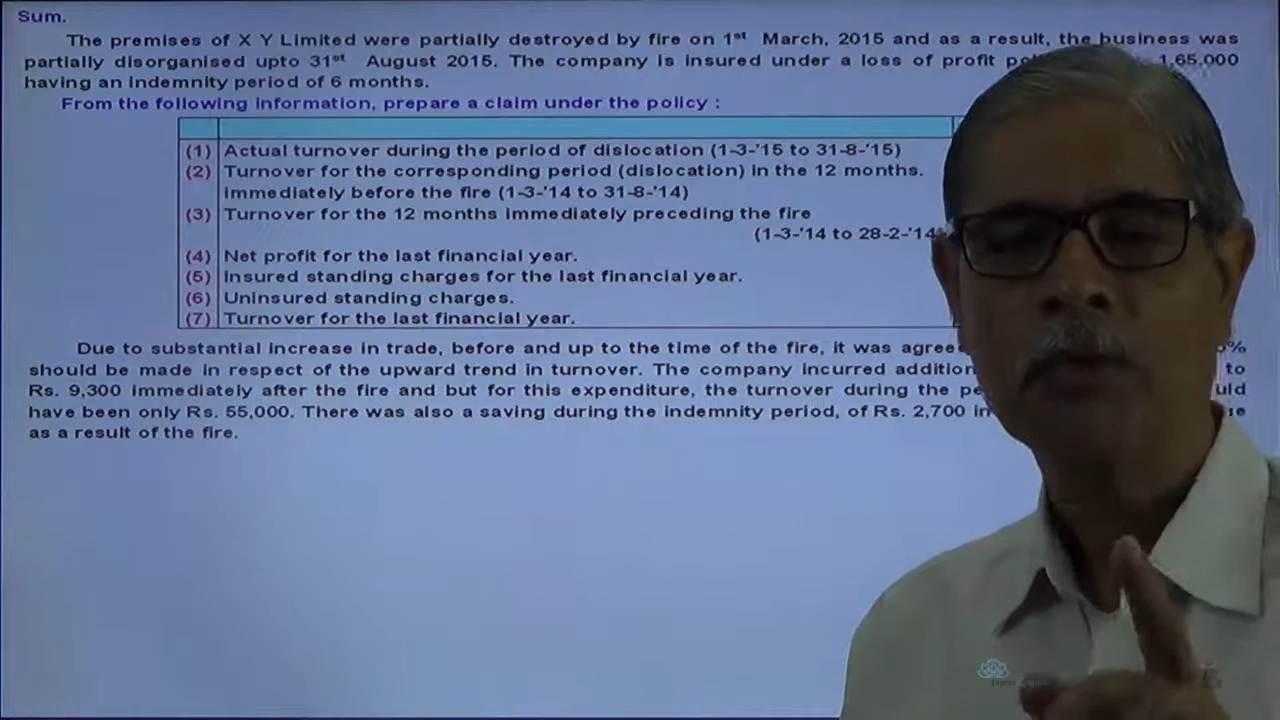 Sum.
The premises of X Y Limited were partially destroyed by fire on 1st March, 2015 and as a result, the business was
partially disorganised upto 31st August 2015. The company is insured under a loss of profit 1,65,000
having an indemnity period of 6 months.
From the following information, prepare a claim under the policy :
(1) Actual turnover during the period of dislocation (1-3-'15 to 31-8-'15)
(2) Turnover for the corresponding period (dislocation) in the 12 months.
immediately before the fire (1-3-'14 to 31-8-'14)
(3) Turnover for the 12 months immediately preceding the fire
(1-3-'14 to 28-2-'14
(4) Net profit for the last financial year.
(5) Insured standing charges for the last financial year.
(6) Uninsured standing charges.
(7) Turnover for the last financial year.
Due to substantial increase in trade, before and up to the time of the fire, it was %
should be made in respect of the upward trend in turnover. The company incurred to
Rs. 9,300 immediately after the fire and but for this expenditure, the turnover during the
have been only Rs. 55,000. There was also a saving during the indemnity period, of Rs. 2,700
as a result of the fire.